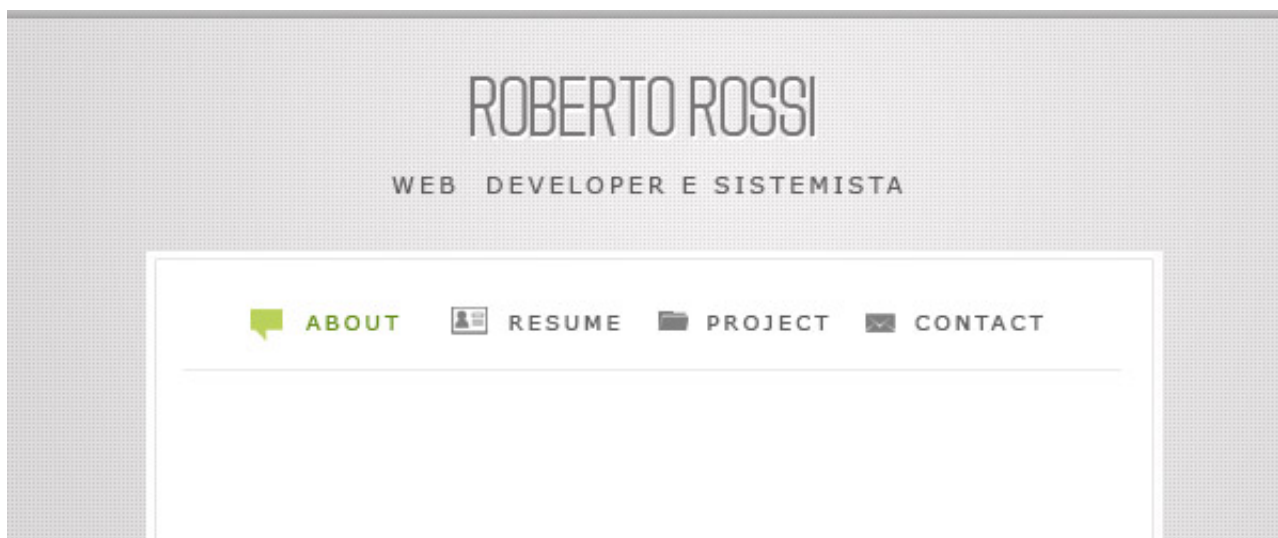 ROBERTO ROSSI
WEB DEVELOPER E SISTEMISTA
ABOUT RESUME PROJECT CONTACT